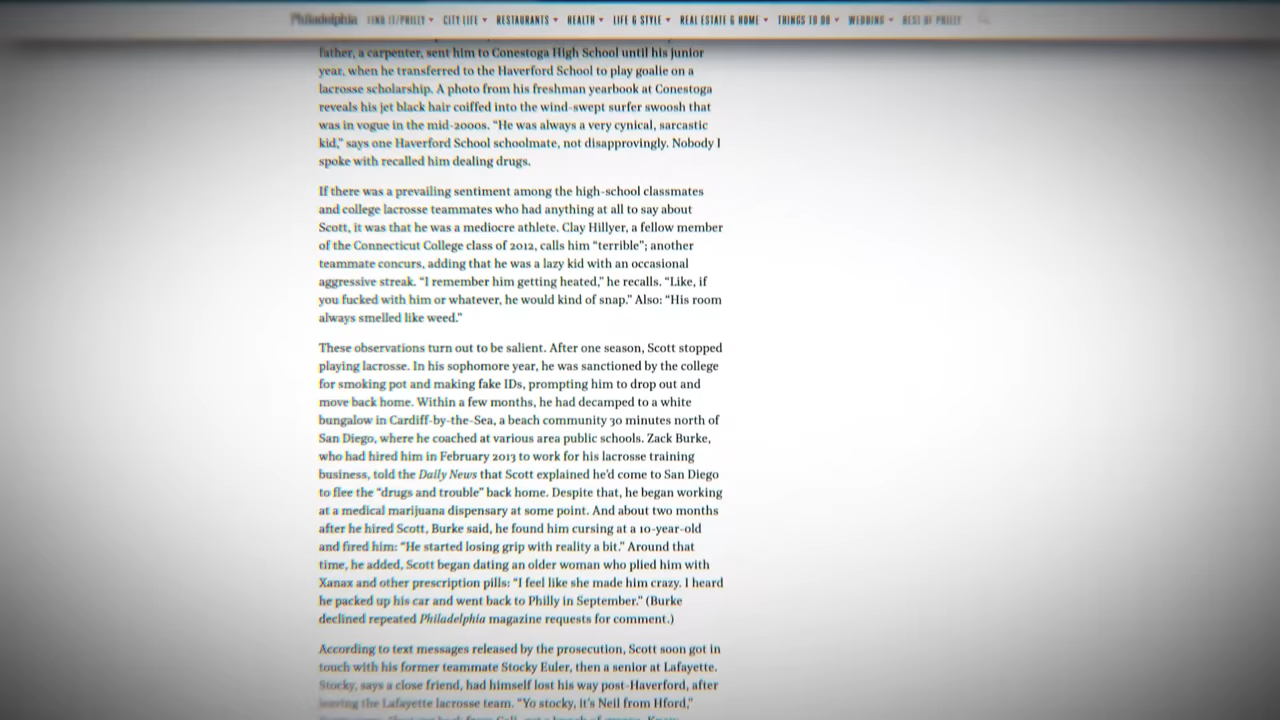 Philadelphia FIND IT/PHILLY CITY LIFE RESTAURANTS HEALTH LIFE & STYLE REAL ESTATE & HOME THINGS TO DO WEDDING BEST OF PHILLY
father, a carpenter, sent him to Conestoga High School until his junior
year, when he transferred to the Haverford School to play goalie on a
lacrosse scholarship. A photo from his freshman yearbook at Conestoga
reveals his jet black hair coiffed into the wind-swept surfer swoosh that
was in vogue in the mid-2000s. “He was always a very cynical, sarcastic
kid,” says one Haverford School schoolmate, not disapprovingly. Nobody I
spoke with recalled him dealing drugs.
If there was a prevailing sentiment among the high-school classmates
and college lacrosse teammates who had anything at all to say about
Scott, it was that he was a mediocre athlete. Clay Hillyer, a fellow member
of the Connecticut College class of 2012, calls him “terrible”; another
teammate concurs, adding that he was a lazy kid with an occasional
aggressive streak. “I remember him getting heated,” he recalls. “Like, if
you fucked with him or whatever, he would kind of snap.” Also: “His room
always smelled like weed.”
These observations turn out to be salient. After one season, Scott stopped
playing lacrosse. In his sophomore year, he was sanctioned by the college
for smoking pot and making fake IDs, prompting him to drop out and
move back home. Within a few months, he had decamped to a white
bungalow in Cardiff-by-the-Sea, a beach community 30 minutes north of
San Diego, where he coached at various area public schools. Zack Burke,
who had hired him in February 2013 to work for his lacrosse training
business, told the Daily News that Scott explained he’d come to San Diego
to flee the “drugs and trouble” back home. Despite that, he began working
at a medical marijuana dispensary at some point. And about two months
after he hired Scott, Burke said, he found him cursing at a 10-year-old
and fired him: “He started losing grip with reality a bit.” Around that
time, he added, Scott began dating an older woman who plied him with
Xanax and other prescription pills: “I feel like she made him crazy. I heard
he packed up his car and went back to Philly in September.” (Burke
declined repeated Philadelphia magazine requests for comment.)
According to text messages released by the prosecution, Scott soon got in
touch with his former teammate Stocky Euler, then a senior at Lafayette.
Stocky, says a close friend, had himself lost his way post-Haverford, after
leaving the Lafayette lacrosse team. “Yo stocky, it’s Neil from Hford,”